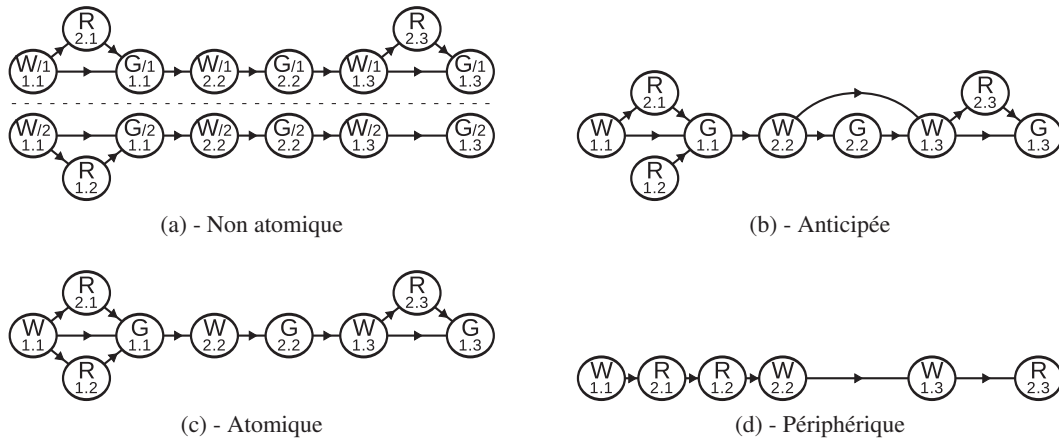 R 2.1
R 2.3
W/1 1.1 G/1 1.1 W/1 2.2 G/1 2.2 W/1 1.3 G/1 1.3
W/2 1.1 G/2 1.1 W/2 2.2 G/2 2.2 W/2 1.3 G/2 1.3
R 1.2
(a) - Non atomique
R 2.1
R 2.3
W 1.1 G 1.1 W 2.2 G 2.2 W 1.3 G 1.3
R 1.2
(b) - Anticipée
R 2.1
R 2.3
W 1.1 G 1.1 W 2.2 G 2.2 W 1.3 G 1.3
R 1.2
(c) - Atomique
W 1.1 R 2.1 R 1.2 W 2.2 W 1.3 R 2.3
(d) - Périphérique